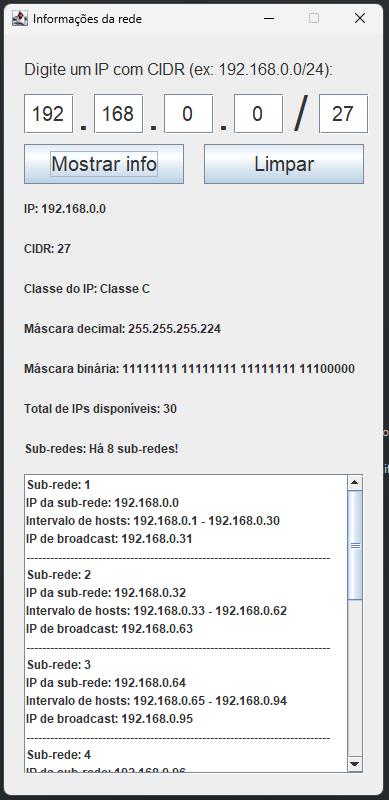 Informações da rede
Digite um IP com CIDR (ex: 192.168.0.0/24):
192 . 168 . 0 . 0 / 27
Mostrar info Limpar
IP: 192.168.0.0
CIDR: 27
Classe do IP: Classe C
Máscara decimal: 255.255.255.224
Máscara binária: 11111111 11111111 11111111 11100000
Total de IPs disponíveis: 30
Sub-redes: Há 8 sub-redes!
Sub-rede: 1
IP da sub-rede: 192.168.0.0
Intervalo de hosts: 192.168.0.1 - 192.168.0.30
IP de broadcast: 192.168.0.31
Sub-rede: 2
IP da sub-rede: 192.168.0.32
Intervalo de hosts: 192.168.0.33 - 192.168.0.62
IP de broadcast: 192.168.0.63
Sub-rede: 3
IP da sub-rede: 192.168.0.64
Intervalo de hosts: 192.168.0.65 - 192.168.0.94
IP de broadcast: 192.168.0.95
Sub-rede: 4
IP da sub-rede: 192.168.0.96